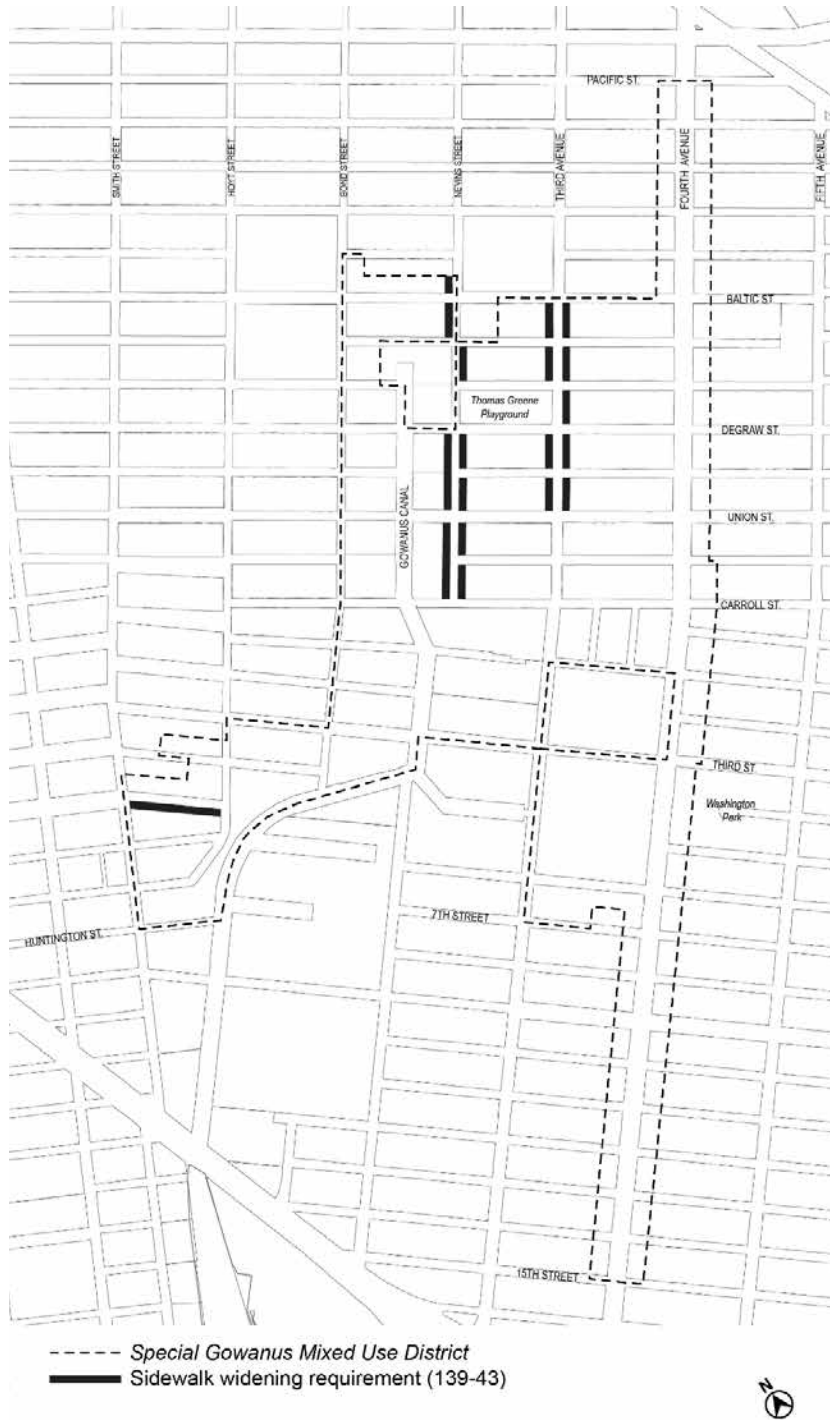 PACIFIC ST.
SMITH STREET
HOYT STREET
BOND STREET
NEVINS STREET
THIRD AVENUE
FOURTH AVENUE
FIFTH AVENUE
BALTIC ST
Thomas Greene
Playground
DEGRAW ST.
GOWANUS CANAL
UNION ST.
CARROLL ST.
THIRD ST
Washington
Park
7TH STREET
HUNTINGTON ST.
15TH STREET
Special Gowanus Mixed Use District
Sidewalk widening requirement (139-43)
N